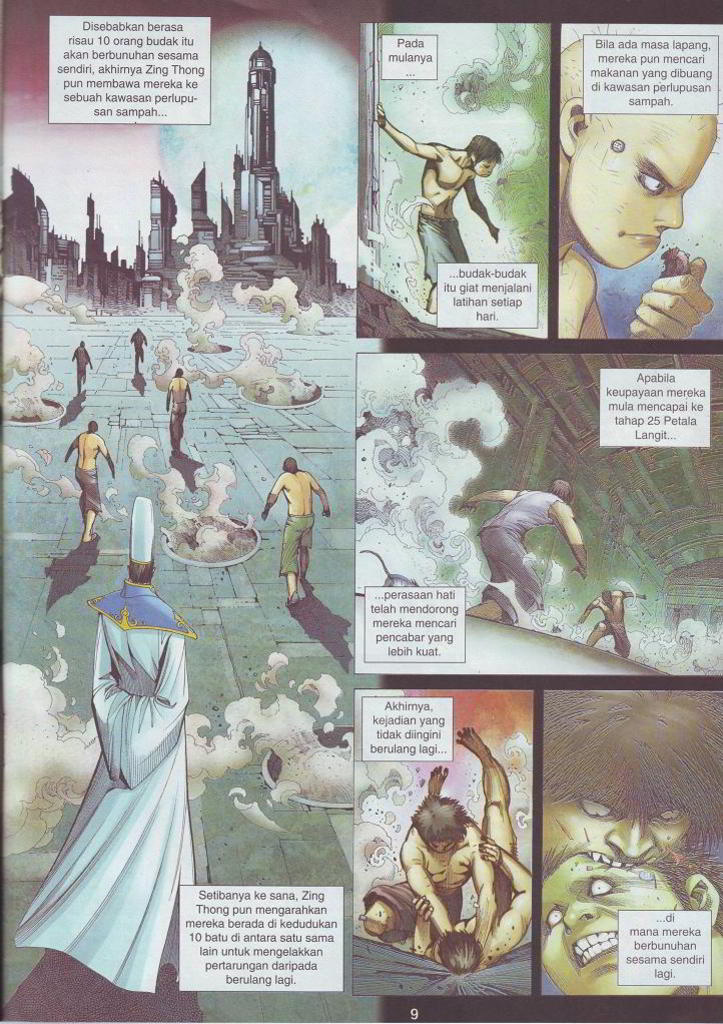 Disebabkan berasa
risau 10 orang budak itu
akan berbunuhan sesama
sendiri, akhirnya Zing Thong
pun membawa mereka ke
sebuah kawasan perlupu-
san sampah...
Setibanya ke sana, Zing
Thong pun mengarahkan
mereka berada di kedudukan
10 batu di antara satu sama
lain untuk mengelakkan
pertarungan daripada
berulang lagi.
Pada
mulanya
...
...budak-budak
itu giat menjalani
latihan setiap
hari.
Bila ada masa lapang,
mereka pun mencari
makanan yang dibuang
di kawasan perlupusan
sampah.
Apabila
keupayaan mereka
mula mencapai ke
tahap 25 Petala
Langit...
...perasaan hati
telah mendorong
mereka mencari
pencabar yang
lebih kuat.
Akhirnya,
kejadian yang
tidak diingini
berulang lagi...
...di
mana mereka
berbunuhan
sesama sendiri
lagi.
9